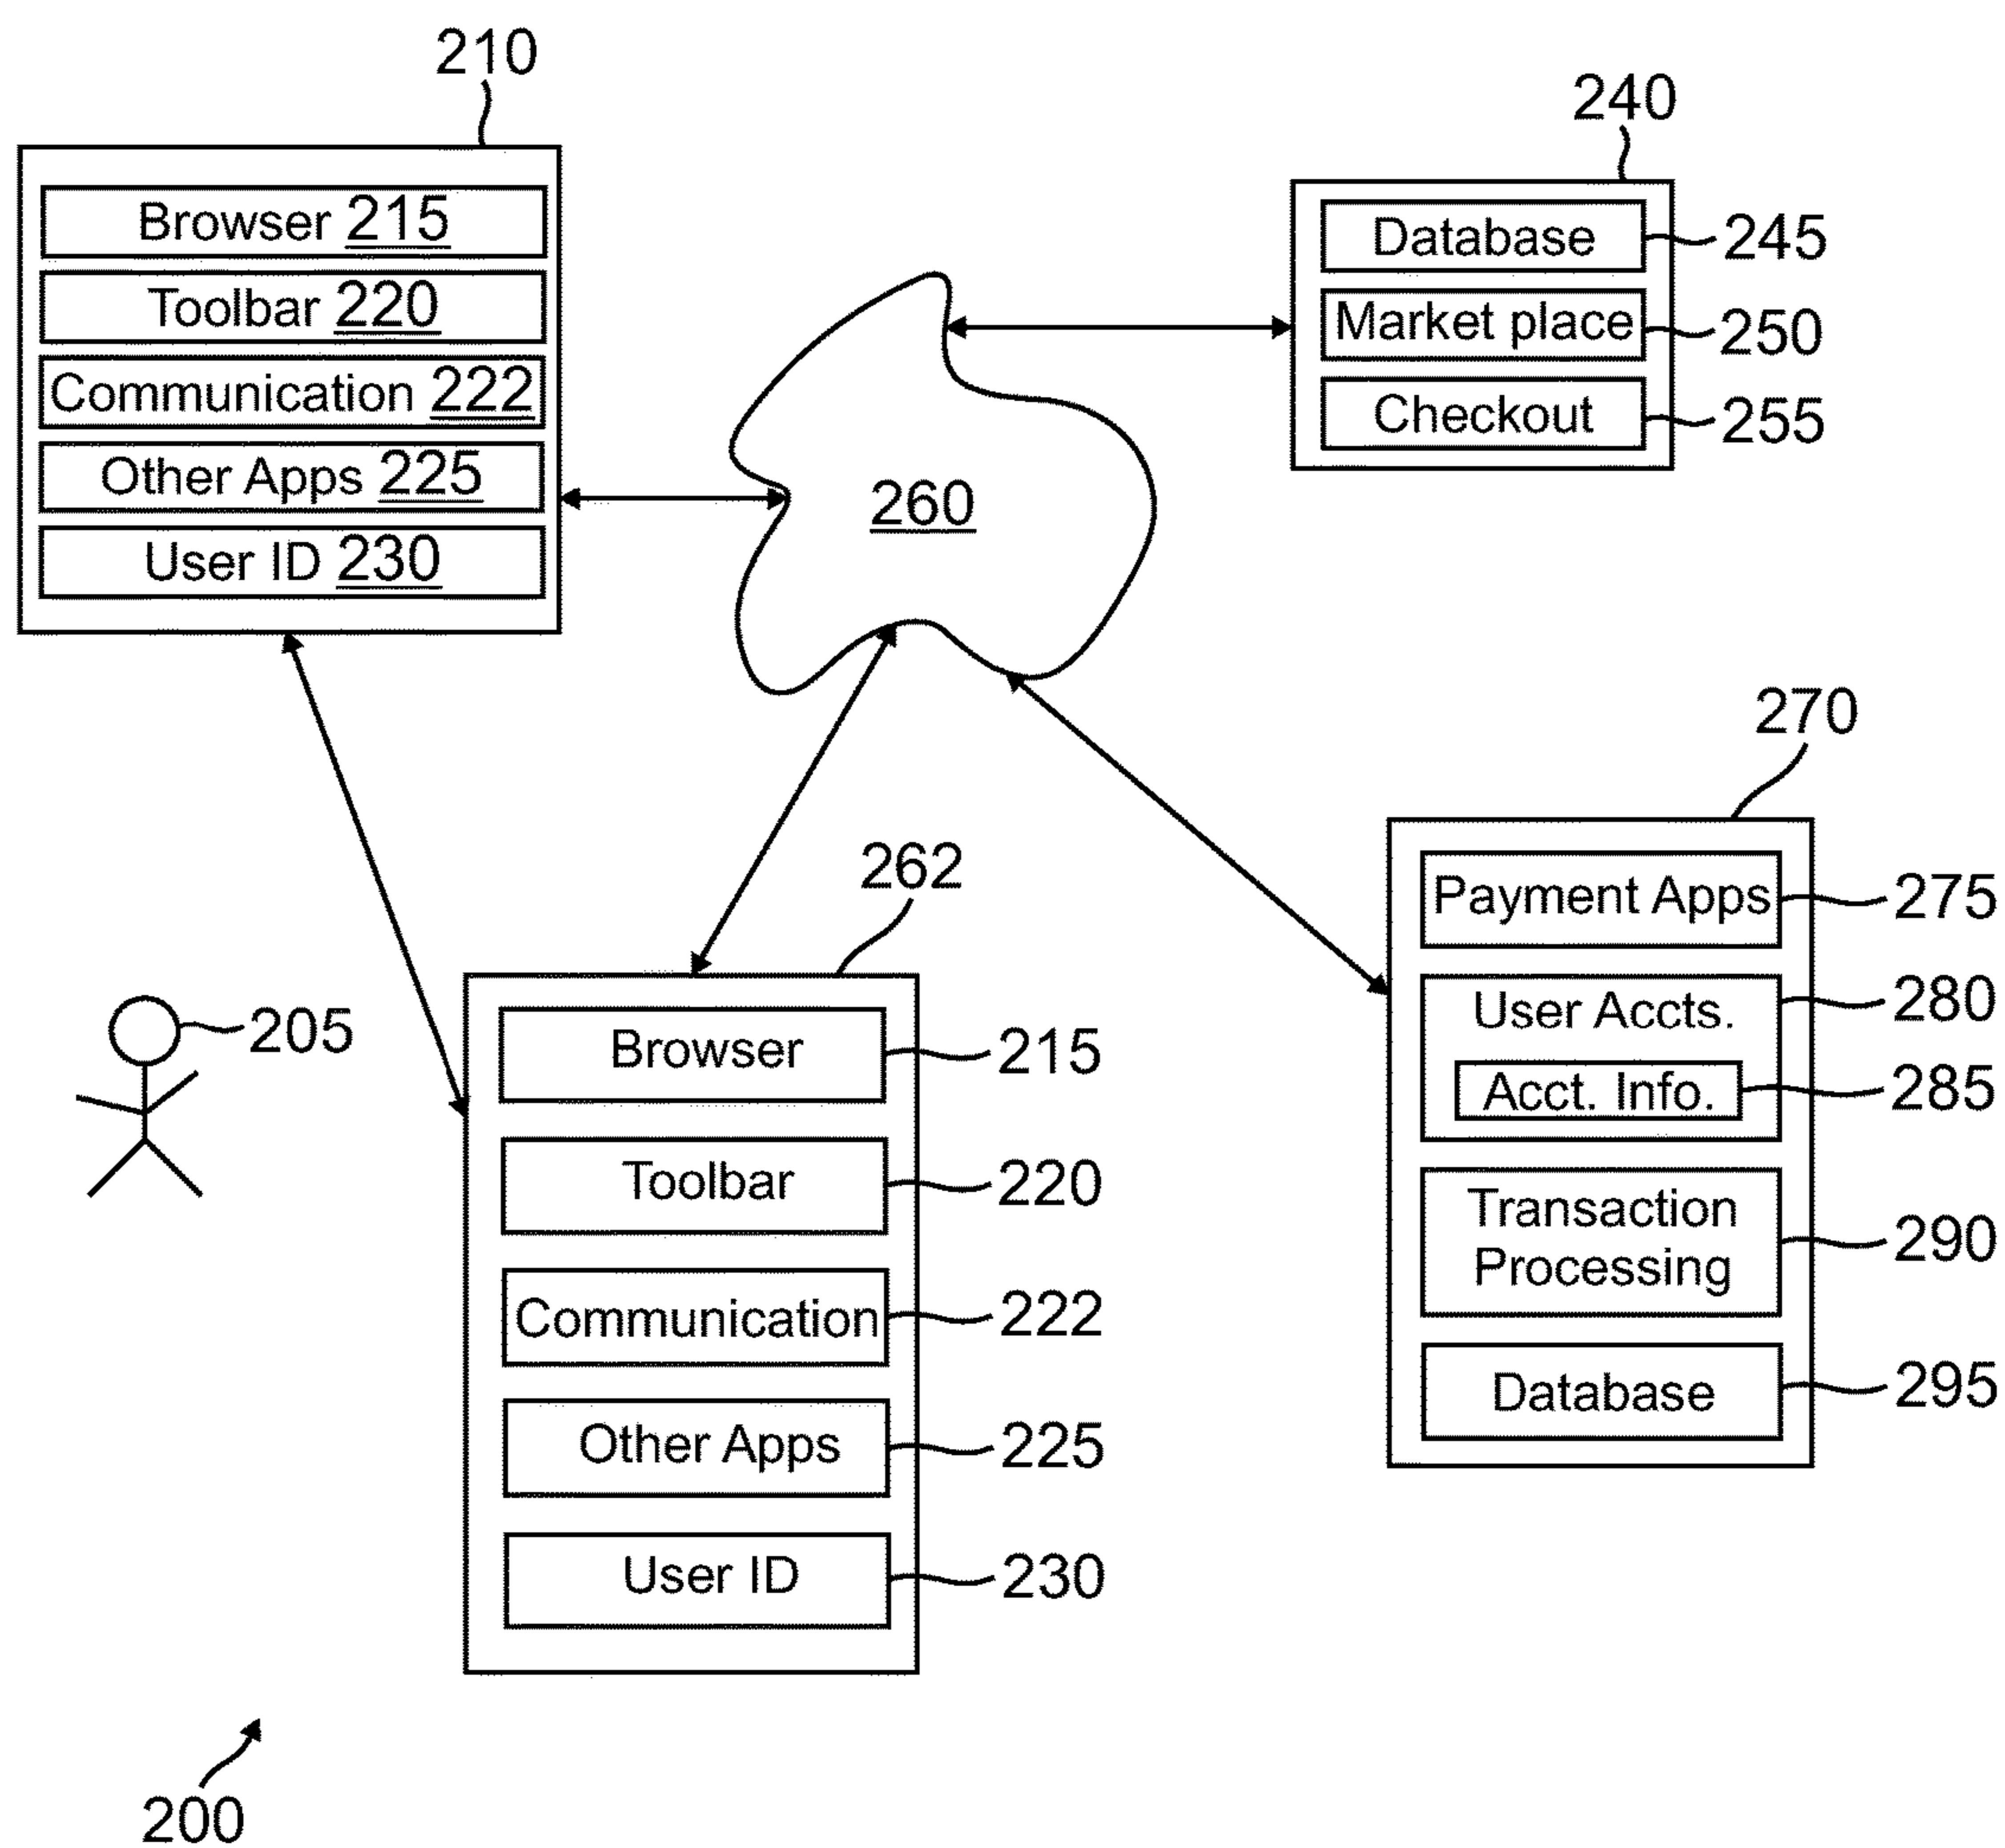 210
Browser 215
Toolbar 220
Communication 222
Other Apps 225
User ID 230
240
Database 245
Market place 250
Checkout 255
260
270
Payment Apps 275
User Accts. 280
Acct. Info. 285
Transaction
Processing 290
Database 295
205
262
Browser 215
Toolbar 220
Communication 222
Other Apps 225
User ID 230
200